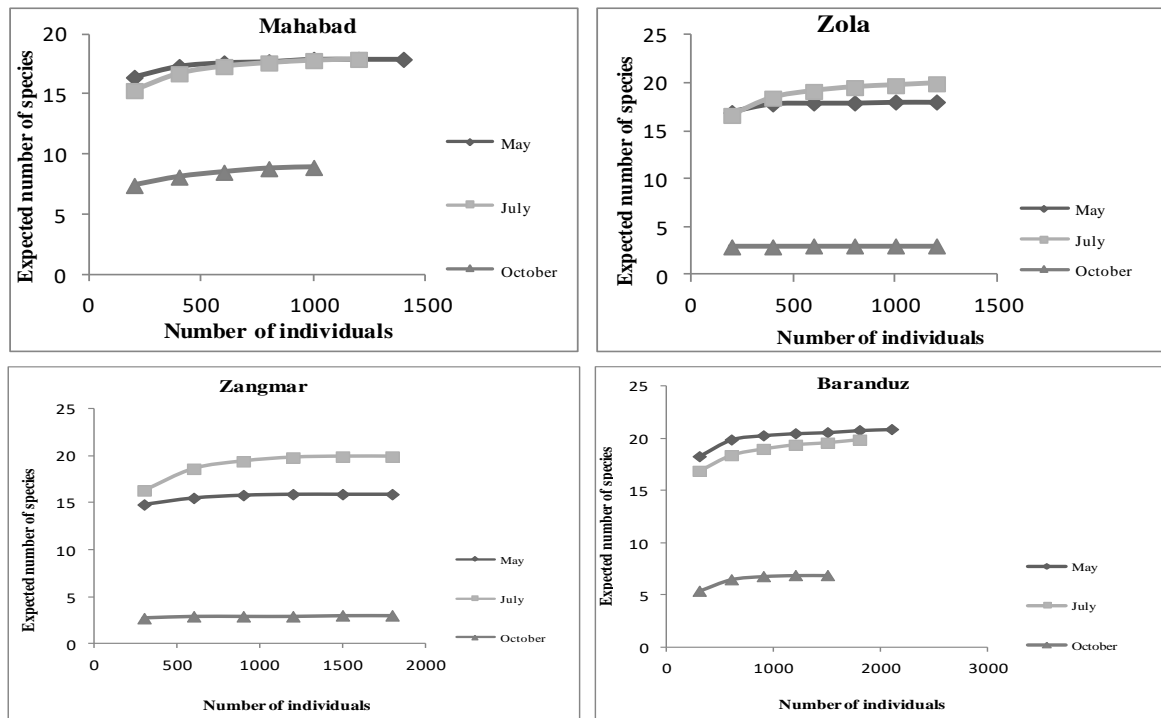 Mahabad
Expected number of species
20
15
10
5
0
0 500 1000 1500
Number of individuals
May
July
October
Zola
Expected number of species
25
20
15
10
5
0
0 500 1000 1500
Number of individuals
May
July
October
Zangmar
Expected number of species
25
20
15
10
5
0
0 500 1000 1500 2000
Number of individuals
May
July
October
Baranduz
Expected number of species
25
20
15
10
5
0
0 1000 2000 3000
Number of individuals
May
July
October